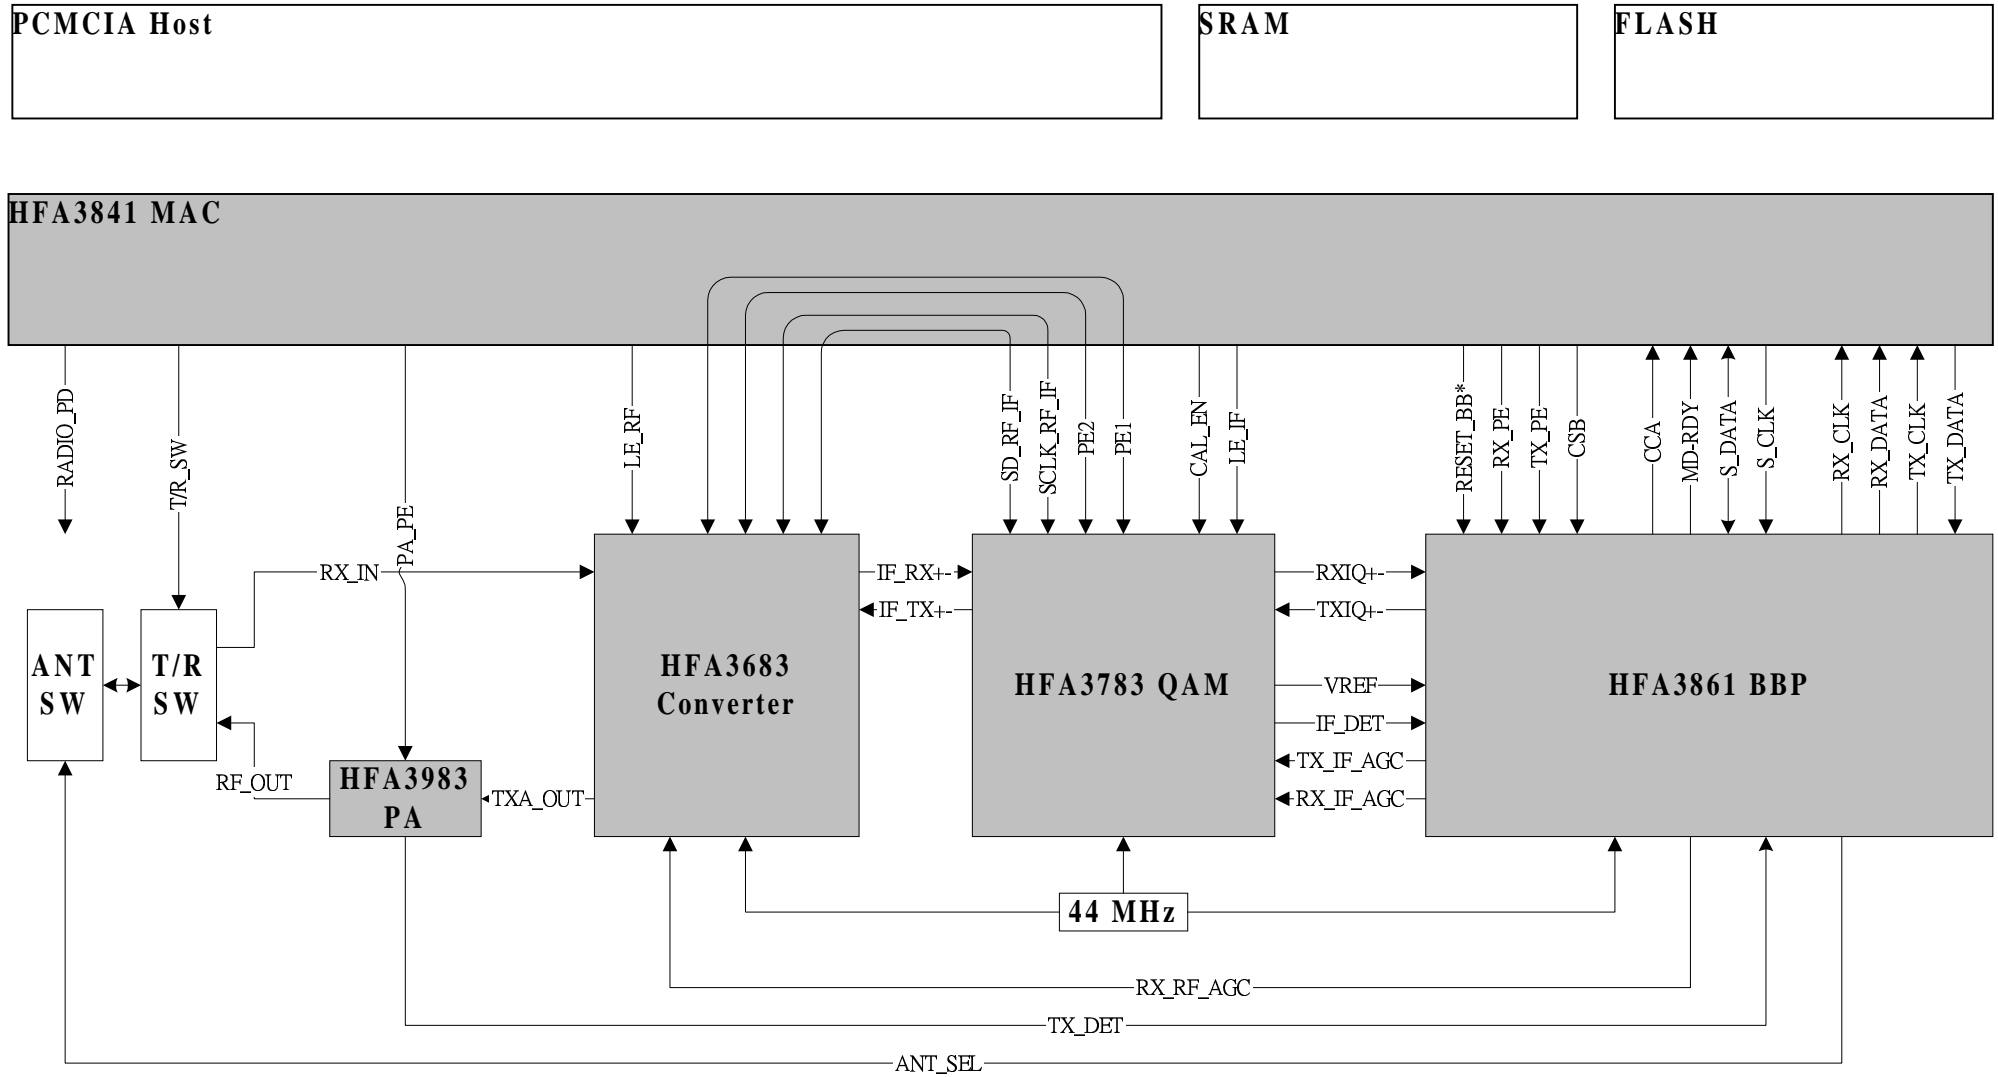 PCMCIA Host
SRAM
FLASH
HFA3841 MAC
RADIO_PD
T/R_SW
PA_PE
LE_RF
SD_RF_IF
SCLK_RF_IF
PE2
PE1
CAL_EN
LE_IF
RESET_BB*
RX_PE
TX_PE
CSB
CCA
MD-RDY
S_DATA
S_CLK
RX_CLK
RX_DATA
TX_CLK
TX_DATA
RX_IN
IF_RX+-
IF_TX+-
RXIQ+-
TXIQ+-
ANT
SW
T/R
SW
HFA3683
Converter
HFA3783 QAM
VREF
IF_DET
TX_IF_AGC
RX_IF_AGC
HFA3861 BBP
RF_OUT
HFA3983
PA
TXA_OUT
44 MHz
RX_RF_AGC
TX_DET
ANT_SEL